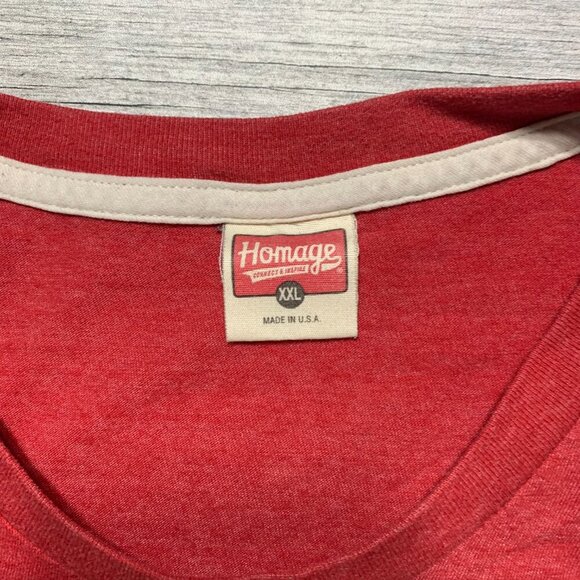 Homage
CONNECT & INSPIRE
®
XXL
MADE IN U.S.A.